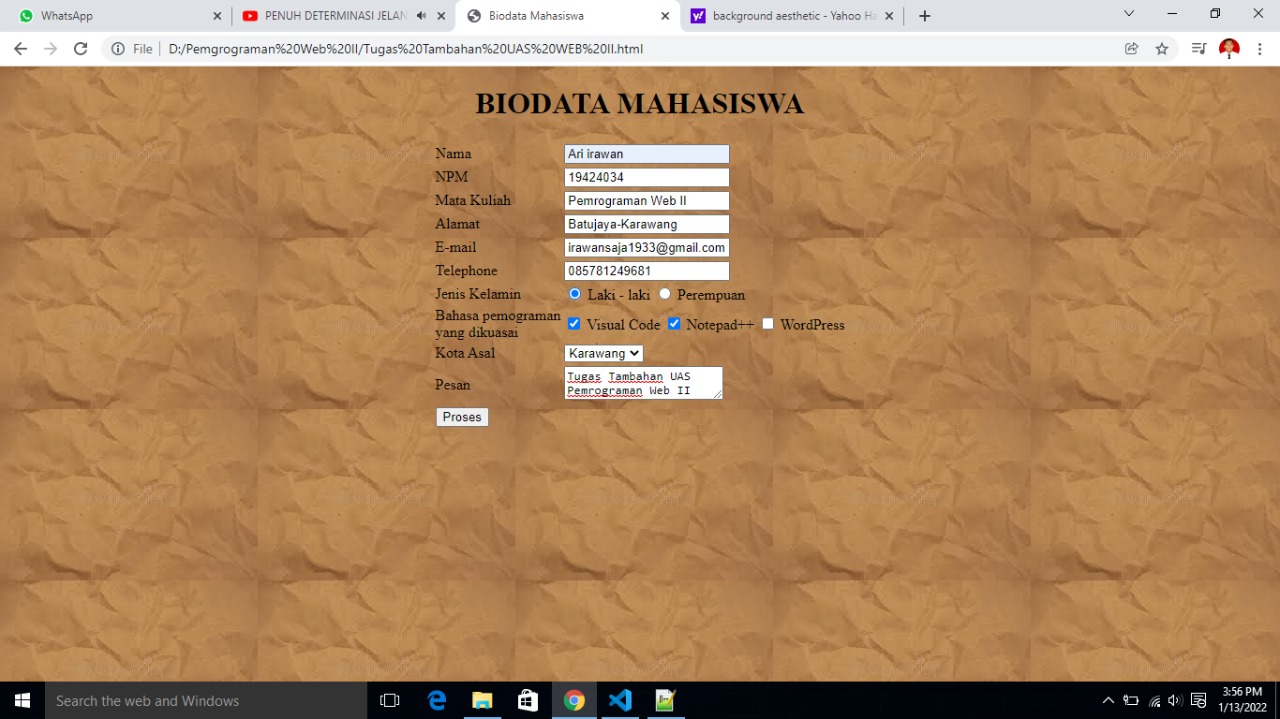 WhatsApp
PENUH DETERMINASI JELAN
Biodata Mahasiswa
background aesthetic - Yahoo Ha
File
D:/Pemgrograman%20Web%20II/Tugas%20Tambahan%20UAS%20WEB%20II.html
BIODATA MAHASISWA
Nama Ari irawan
NPM 19424034
Mata Kuliah Pemrograman Web II
Alamat Batujaya-Karawang
E-mail irawansaja1933@gmail.com
Telephone 085781249681
Jenis Kelamin Laki - laki Perempuan
Bahasa pemograman
yang dikuasai Visual Code Notepad++ WordPress
Kota Asal Karawang
Pesan Tugas Tambahan UAS
Pemrograman Web II
Proses
Search the web and Windows
3:56 PM
1/13/2022